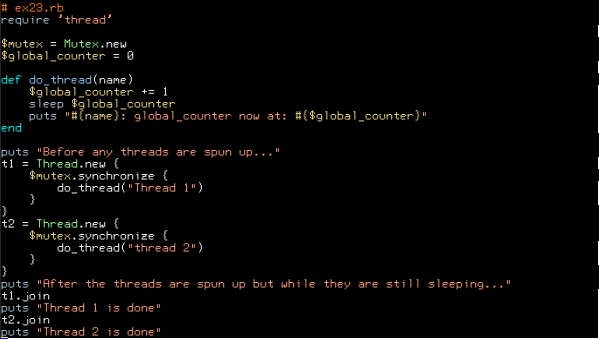 # ex23.rb
require 'thread'

$mutex = Mutex.new
$global_counter = 0

def do_thread(name)
    $global_counter += 1
    sleep $global_counter
    puts "#{name}: global_counter now at: #{$global_counter}"
end

puts "Before any threads are spun up..."
t1 = Thread.new {
    $mutex.synchronize {
        do_thread("Thread 1")
    }
}
t2 = Thread.new {
    $mutex.synchronize {
        do_thread("thread 2")
    }
}
puts "After the threads are spun up but while they are still sleeping..."
t1.join
puts "Thread 1 is done"
t2.join
puts "Thread 2 is done"